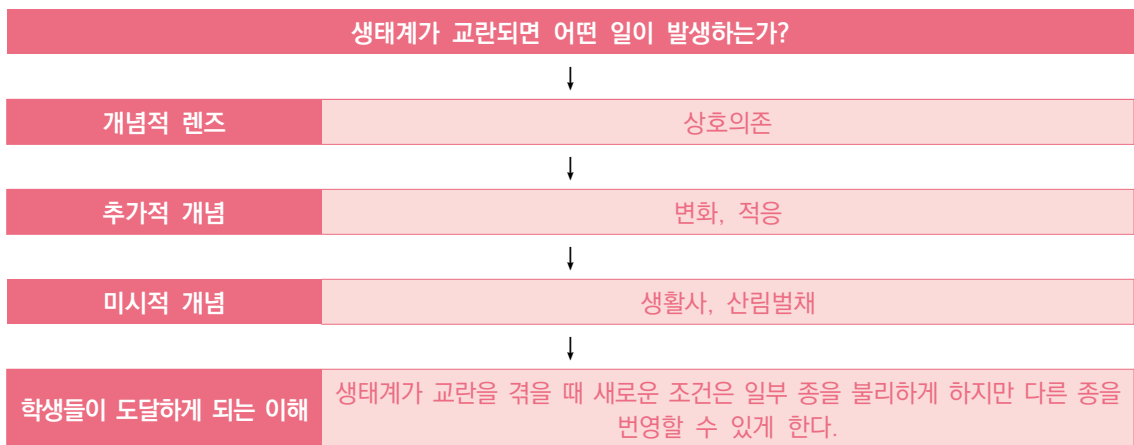 생태계가 교란되면 어떤 일이 발생하는가?
↓
개념적 렌즈
상호의존
↓
추가적 개념
변화, 적응
↓
미시적 개념
생활사, 산림벌채
↓
학생들이 도달하게 되는 이해
생태계가 교란을 겪을 때 새로운 조건은 일부 종을 불리하게 하지만 다른 종을
번영할 수 있게 한다.